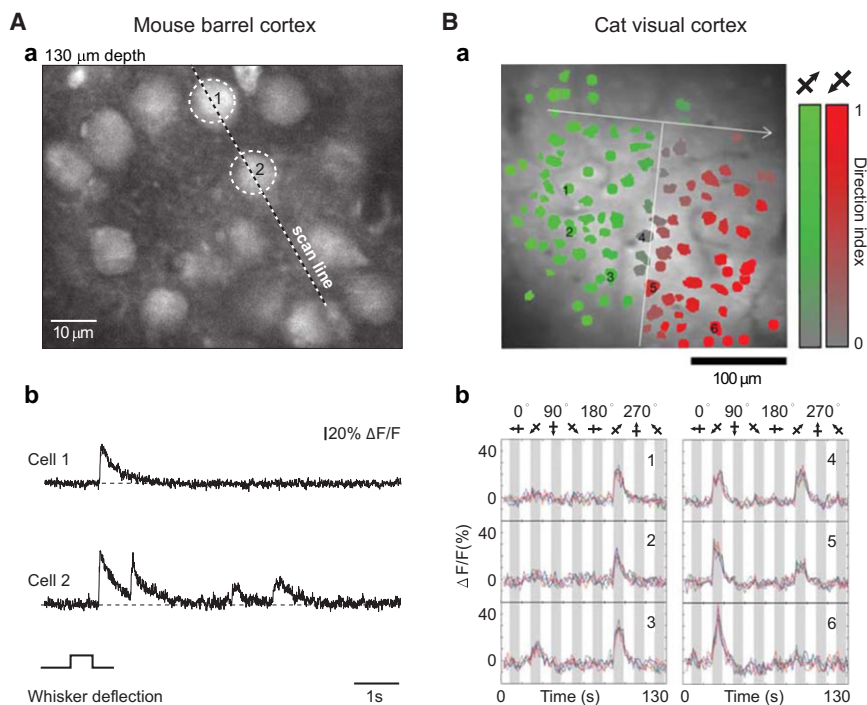 A Mouse barrel cortex
a 130 μm depth
1
2
scan line
10 μm
b
20% ΔF/F
Cell 1
Cell 2
Whisker deflection
1s
B Cat visual cortex
a
1
2
3
4
5
6
1
Direction index
0
100 μm
b
0° 90° 180° 270° 0° 90° 180° 270°
40
0
1
4
40
0
2
5
40
0
3
6
Δ F/F(%)
0 Time (s) 130 0 Time (s) 130